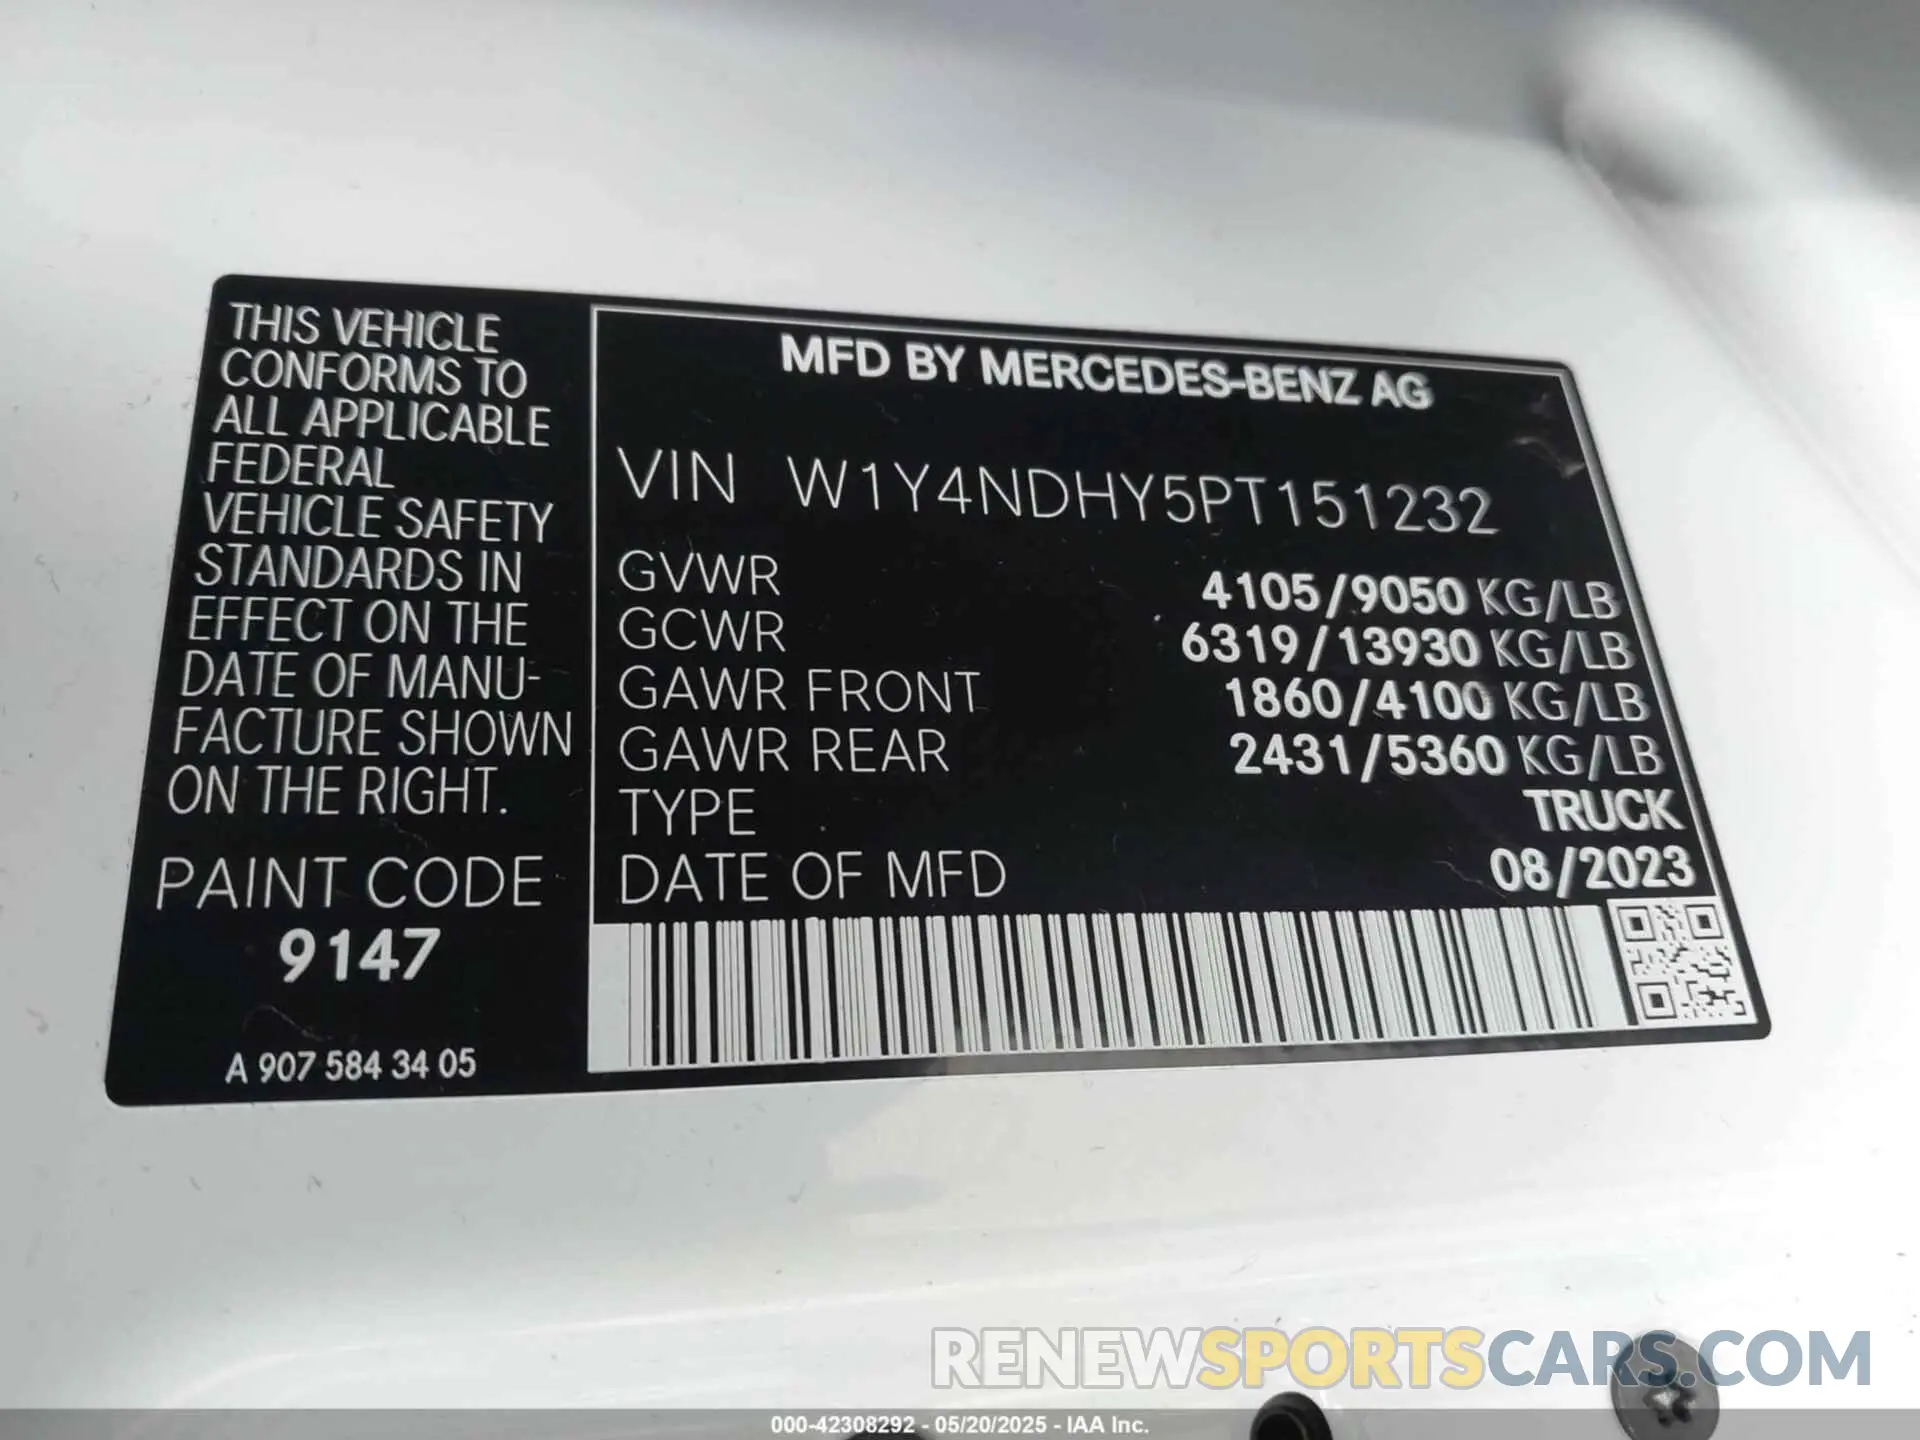 THIS VEHICLE
CONFORMS TO
ALL APPLICABLE
FEDERAL
VEHICLE SAFETY
STANDARDS IN
EFFECT ON THE
DATE OF MANU-
FACTURE SHOWN
ON THE RIGHT.
PAINT CODE
9147
A 907 584 34 05
MFD BY MERCEDES-BENZ AG
VIN W1Y4NDHY5PT151232
GVWR 4105/9050 KG/LB
GCWR 6319/13930 KG/LB
GAWR FRONT 1860/4100 KG/LB
GAWR REAR 2431/5360 KG/LB
TYPE TRUCK
DATE OF MFD 08/2023
RENEWSPORTSCARS.COM
000-42308292 - 05/20/2025 - IAA Inc.